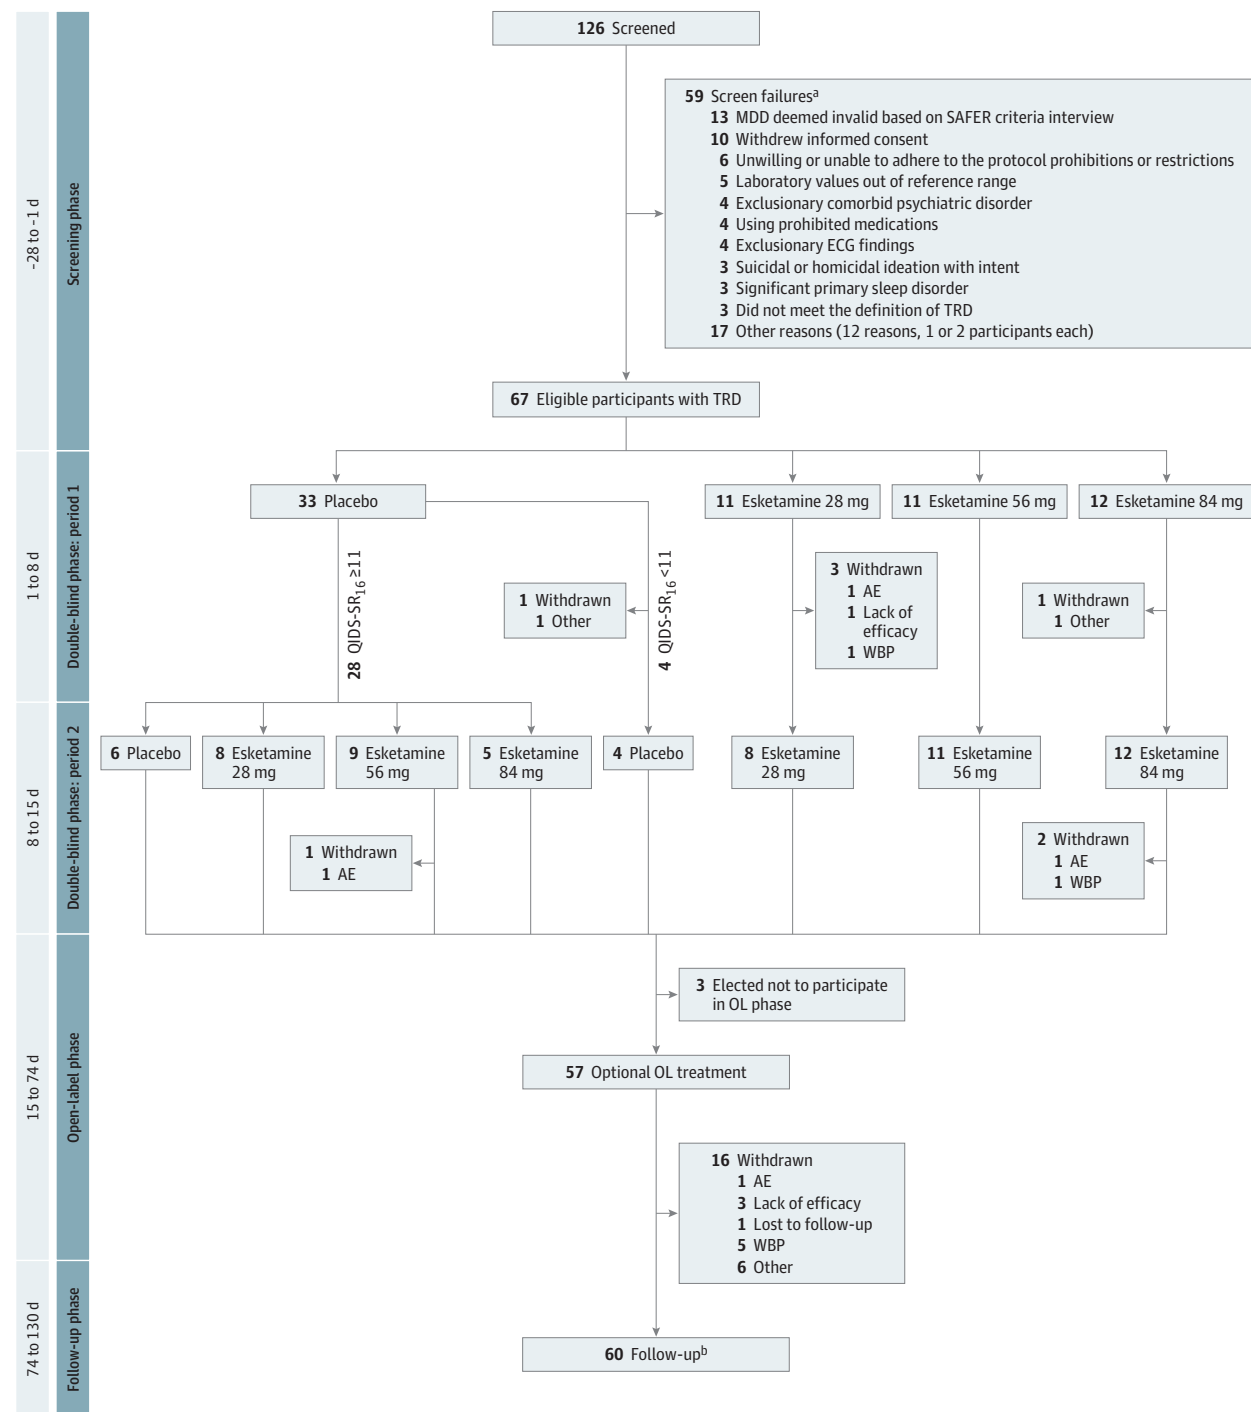 126 Screened
59 Screen failuresa
13 MDD deemed invalid based on SAFER criteria interview
10 Withdrew informed consent
6 Unwilling or unable to adhere to the protocol prohibitions or restrictions
5 Laboratory values out of reference range
4 Exclusionary comorbid psychiatric disorder
4 Using prohibited medications
4 Exclusionary ECG findings
3 Suicidal or homicidal ideation with intent
3 Significant primary sleep disorder
3 Did not meet the definition of TRD
17 Other reasons (12 reasons, 1 or 2 participants each)
-28 to -1 d
Screening phase
67 Eligible participants with TRD
1 to 8 d
Double-blind phase: period 1
33 Placebo
11 Esketamine 28 mg
11 Esketamine 56 mg
12 Esketamine 84 mg
28 QIDS-SR16 ≥11
4 QIDS-SR16 <11
1 Withdrawn
1 Other
3 Withdrawn
1 AE
1 Lack of
efficacy
1 WBP
1 Withdrawn
1 Other
8 to 15 d
Double-blind phase: period 2
6 Placebo
8 Esketamine
28 mg
9 Esketamine
56 mg
5 Esketamine
84 mg
4 Placebo
8 Esketamine
28 mg
11 Esketamine
56 mg
12 Esketamine
84 mg
1 Withdrawn
1 AE
2 Withdrawn
1 AE
1 WBP
15 to 74 d
Open-label phase
3 Elected not to participate
in OL phase
57 Optional OL treatment
16 Withdrawn
1 AE
3 Lack of efficacy
1 Lost to follow-up
5 WBP
6 Other
74 to 130 d
Follow-up phase
60 Follow-upb